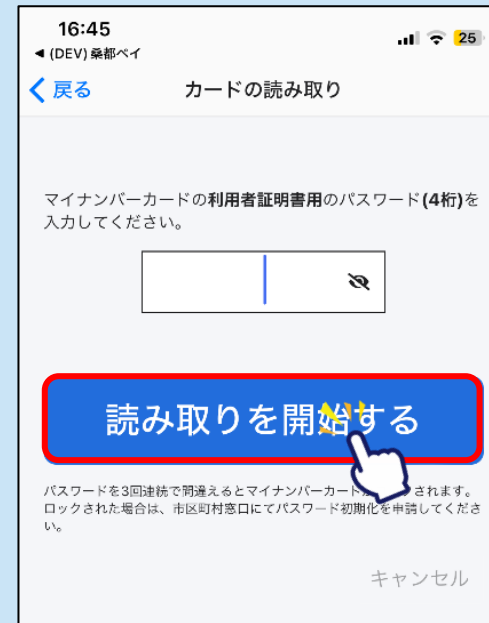 16:45
25
◀ (DEV) 桑都ペイ
戻る
カードの読み取り
マイナンバーカードの利用者証明書用のパスワード(4桁)を
入力してください。
読み取りを開始する
パスワードを3回連続で間違えるとマイナンバーカードが されます。
ロックされた場合は、市区町村窓口にてパスワード初期化を申請してくださ
い。
キャンセル